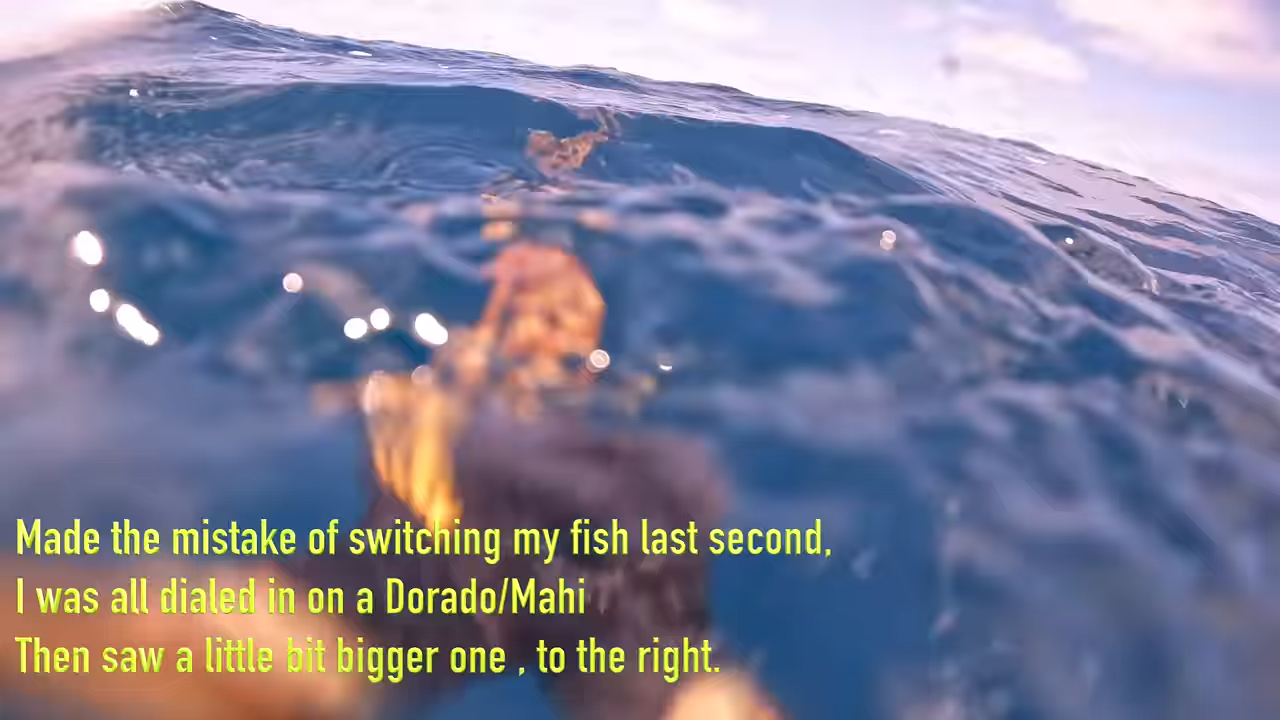 Made the mistake of switching my fish last second,
I was all dialed in on a Dorado/Mahi
Then saw a little bit bigger one , to the right.